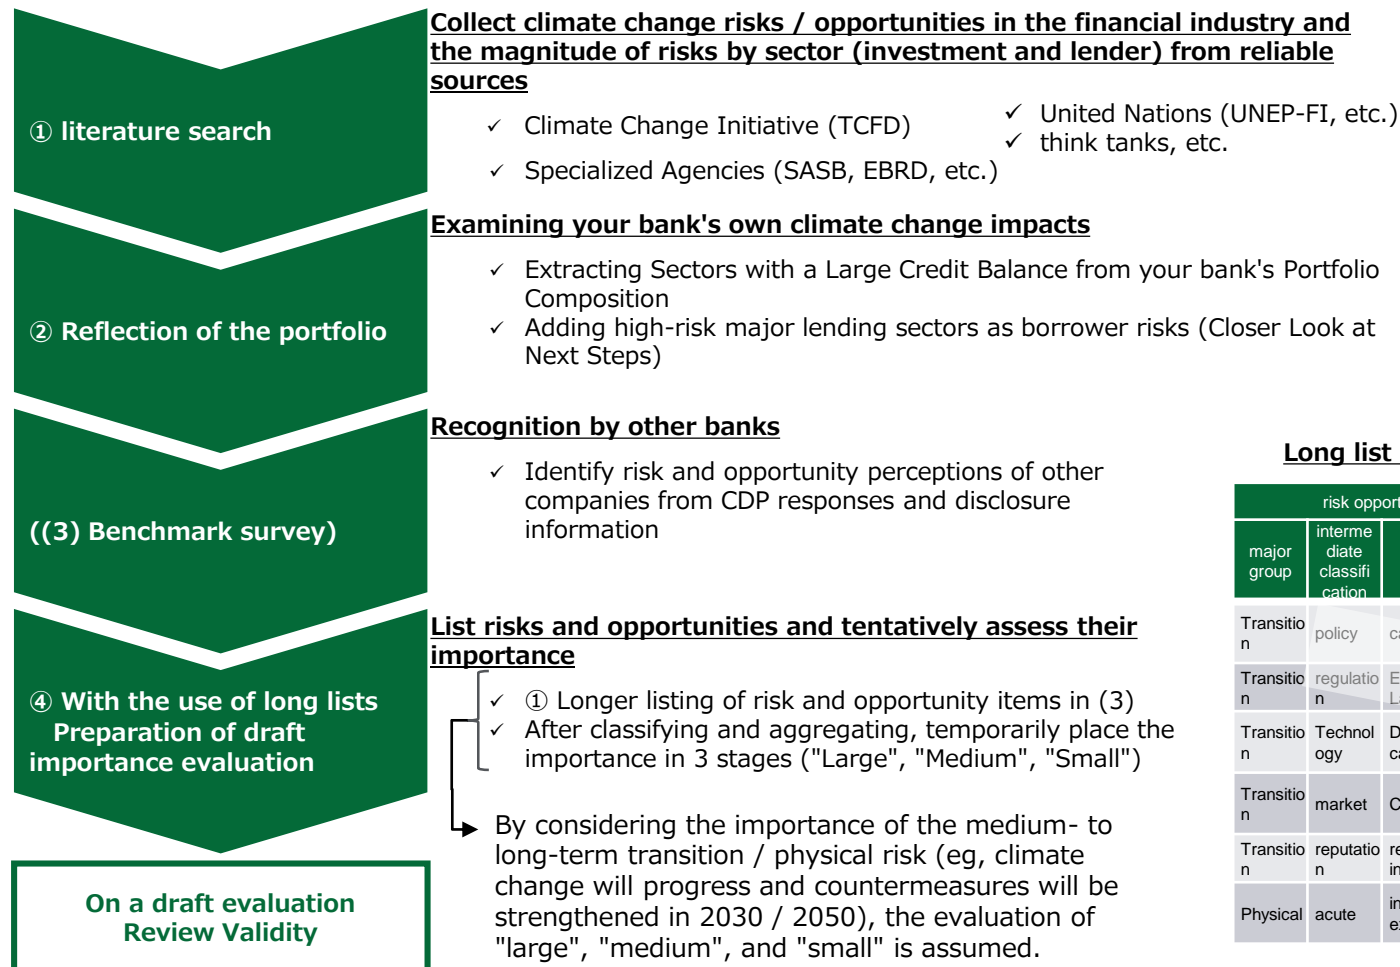 Collect climate change risks / opportunities in the financial industry and
the magnitude of risks by sector (investment and lender) from reliable
sources
① literature search
✓ Climate Change Initiative (TCFD)
✓ Specialized Agencies (SASB, EBRD, etc.)
✓ United Nations (UNEP-FI, etc.)
✓ think tanks, etc.
Examining your bank's own climate change impacts
② Reflection of the portfolio
✓ Extracting Sectors with a Large Credit Balance from your bank's Portfolio
Composition
✓ Adding high-risk major lending sectors as borrower risks (Closer Look at
Next Steps)
Recognition by other banks
((3) Benchmark survey)
✓ Identify risk and opportunity perceptions of other
companies from CDP responses and disclosure
information
List risks and opportunities and tentatively assess their
importance
④ With the use of long lists
Preparation of draft
importance evaluation
✓ ① Longer listing of risk and opportunity items in (3)
✓ After classifying and aggregating, temporarily place the
importance in 3 stages ("Large", "Medium", "Small")
By considering the importance of the medium- to
long-term transition / physical risk (eg, climate
change will progress and countermeasures will be
strengthened in 2030 / 2050), the evaluation of
"large", "medium", and "small" is assumed.
On a draft evaluation
Review Validity
Long list
risk
major
group
interme
diate
classifi
cation
Transitio
n
policy
Transitio
n
regulatio
n
Transitio
n
Technol
ogy
Transitio
n
market
Transitio
n
reputatio
n
Physical
acute